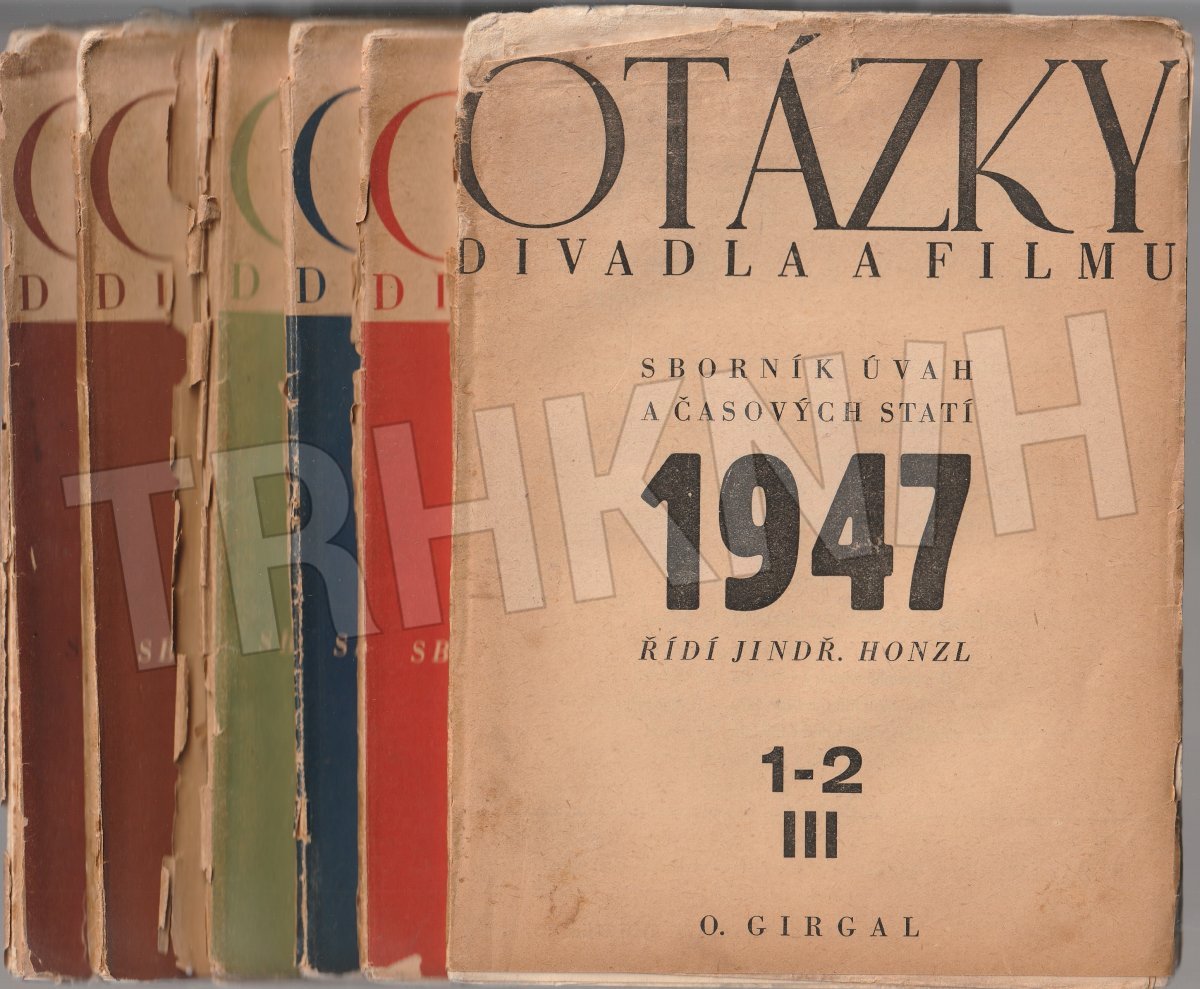 OTÁZKY
DIVADLA A FILMU
SBORNÍK ÚVAH
A ČASOVÝCH STATÍ
1947
ŘÍDÍ JINDŘ. HONZL
1-2
III
O. GIRGAL
TRHKNIH